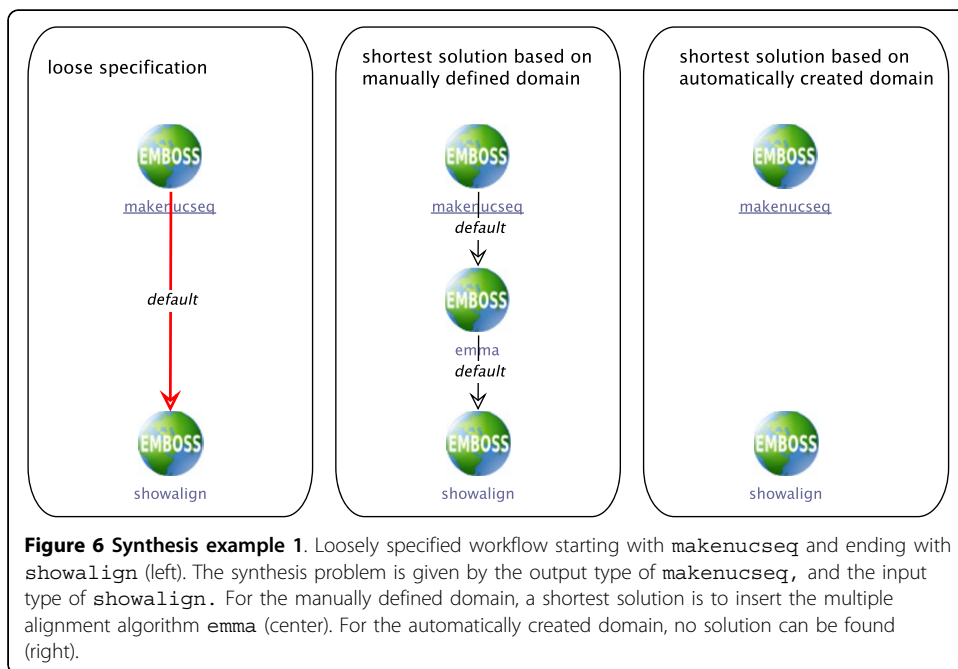 loose specification
EMBOSS
makenucseq
default
EMBOSS
showalign
shortest solution based on
manually defined domain
EMBOSS
makenucseq
default
EMBOSS
emma
default
EMBOSS
showalign
shortest solution based on
automatically created domain
EMBOSS
makenucseq
EMBOSS
showalign
Figure 6 Synthesis example 1. Loosely specified workflow starting with makenucseq and ending with
showalign (left). The synthesis problem is given by the output type of makenucseq, and the input
type of showalign. For the manually defined domain, a shortest solution is to insert the multiple
alignment algorithm emma (center). For the automatically created domain, no solution can be found
(right).